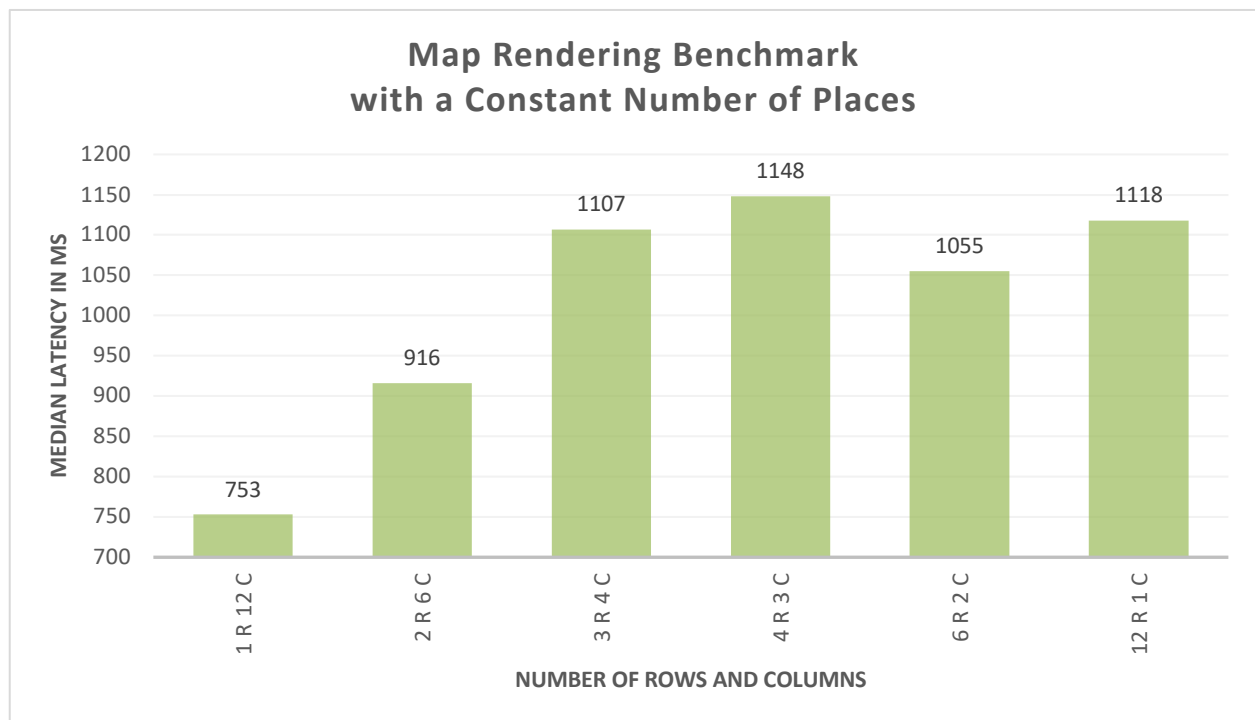 Map Rendering Benchmark
with a Constant Number of Places
MEDIAN LATENCY IN MS
1200
1150
1100
1050
1000
950
900
850
800
750
700
753
916
1107
1148
1055
1118
1 R 12 C
2 R 6 C
3 R 4 C
4 R 3 C
6 R 2 C
12 R 1 C
NUMBER OF ROWS AND COLUMNS